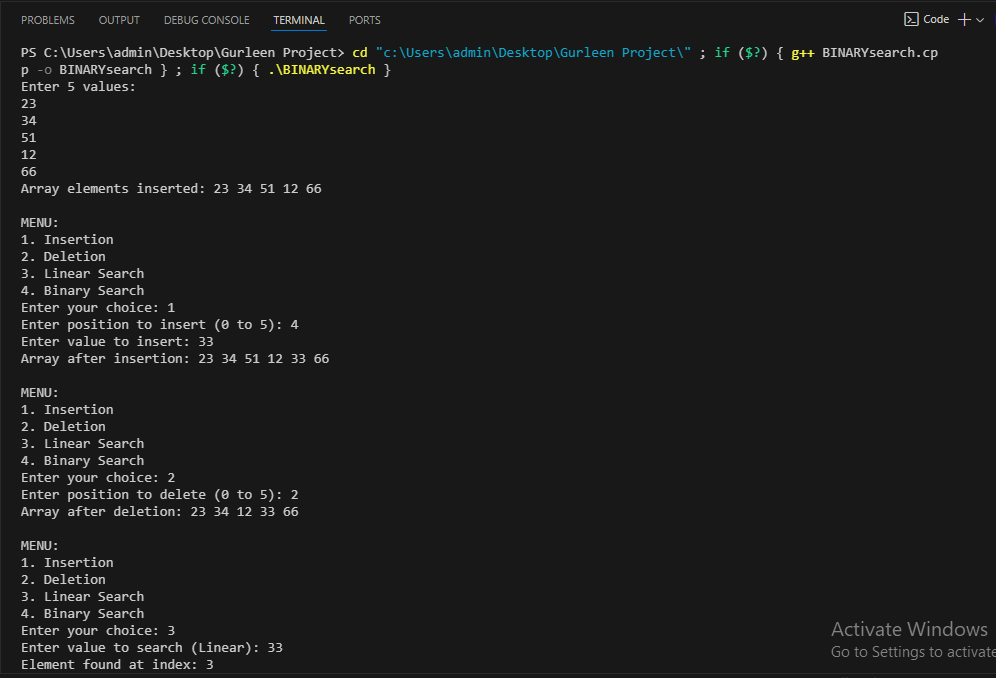 PROBLEMS OUTPUT DEBUG CONSOLE TERMINAL PORTS Code
PS C:\Users\admin\Desktop\Gurleen Project> cd "c:\Users\admin\Desktop\Gurleen Project\" ; if ($?) { g++ BINARYsearch.cp
p -o BINARYsearch } ; if ($?) { .\BINARYsearch }
Enter 5 values:
23
34
51
12
66
Array elements inserted: 23 34 51 12 66
MENU:
1. Insertion
2. Deletion
3. Linear Search
4. Binary Search
Enter your choice: 1
Enter position to insert (0 to 5): 4
Enter value to insert: 33
Array after insertion: 23 34 51 12 33 66
MENU:
1. Insertion
2. Deletion
3. Linear Search
4. Binary Search
Enter your choice: 2
Enter position to delete (0 to 5): 2
Array after deletion: 23 34 12 33 66
MENU:
1. Insertion
2. Deletion
3. Linear Search
4. Binary Search
Enter your choice: 3
Enter value to search (Linear): 33
Element found at index: 3
Activate Windows
Go to Settings to activate